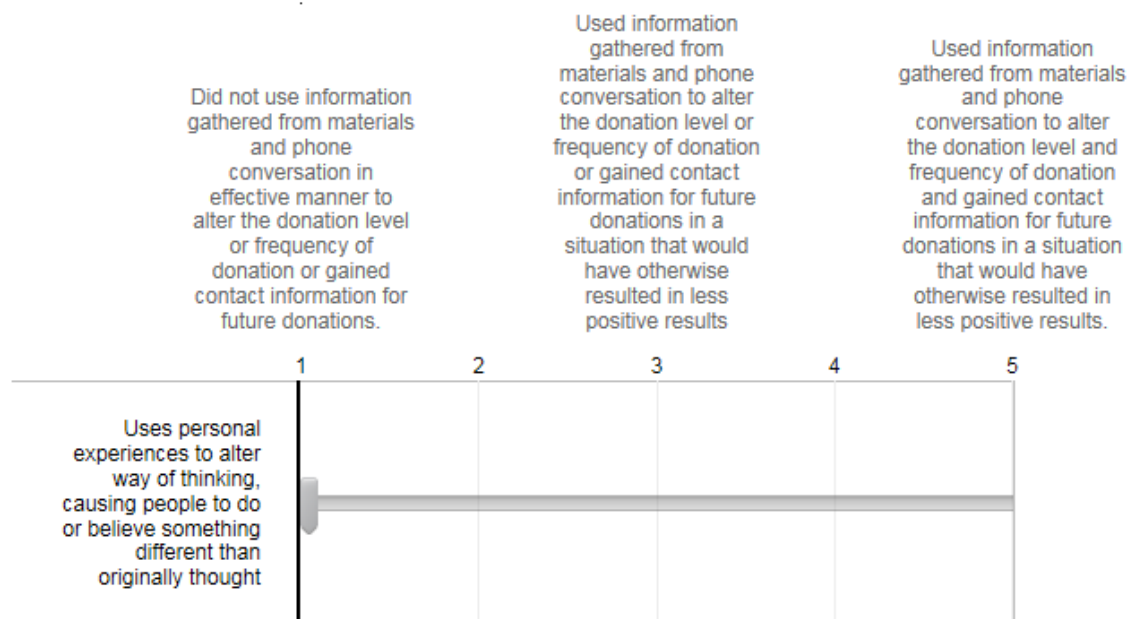 Did not use information
gathered from materials
and phone
conversation in
effective manner to
alter the donation level
or frequency of
donation or gained
contact information for
future donations.
Used information
gathered from
materials and phone
conversation to alter
the donation level or
frequency of donation
or gained contact
information for future
donations in a
situation that would
have otherwise
resulted in less
positive results
Used information
gathered from materials
and phone
conversation to alter
the donation level and
frequency of donation
and gained contact
information for future
donations in a situation
that would have
otherwise resulted in
less positive results.
1 2 3 4 5
Uses personal
experiences to alter
way of thinking,
causing people to do
or believe something
different than
originally thought